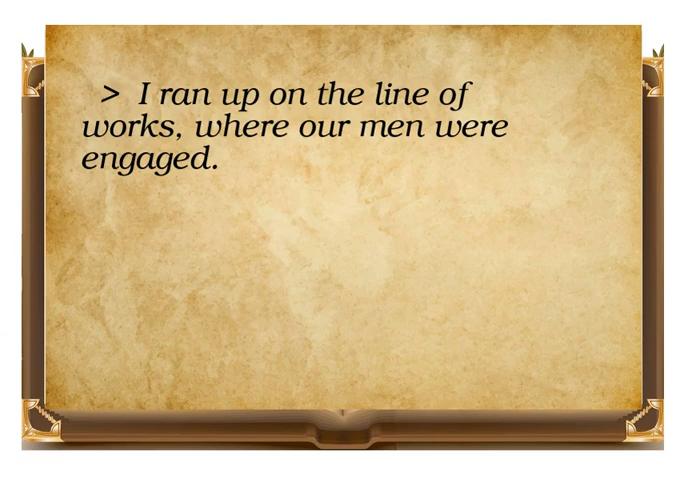 > I ran up on the line of
works, where our men were
engaged.